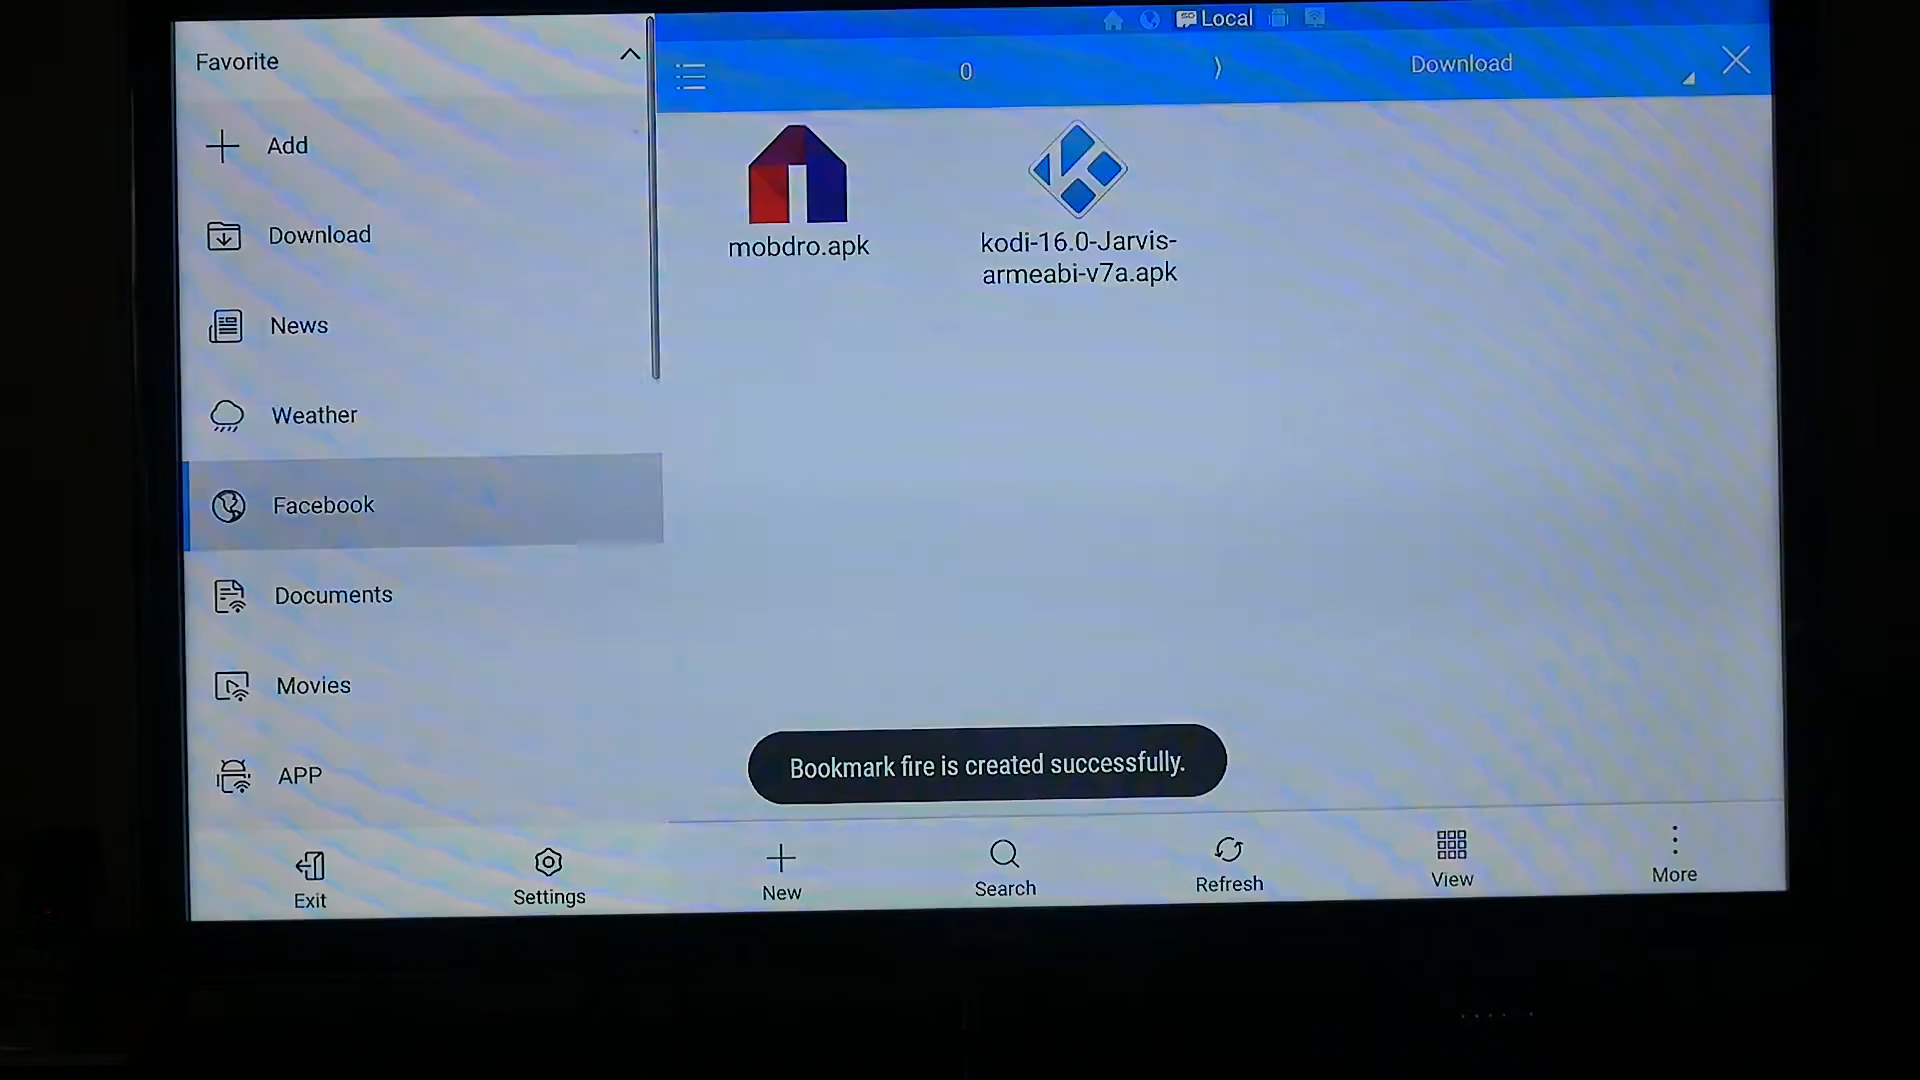 Favorite
Add
Download
News
Weather
Facebook
Documents
Movies
APP
Exit
Settings
Local
0
Download
mobdro.apk
kodi-16.0-Jarvis-
armeabi-v7a.apk
Bookmark fire is created successfully.
New
Search
Refresh
View
More